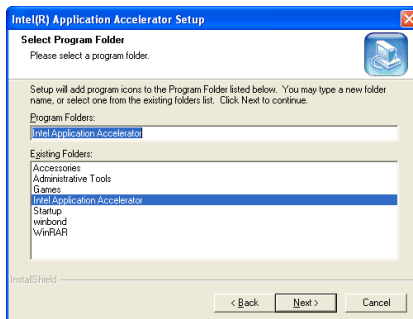 Intel(R) Application Accelerator Setup
Select Program Folder
Please select a program folder.
Setup will add program icons to the Program Folder listed below. You may type a new folder
name, or select one from the existing folders list. Click Next to continue.
Program Folders:
Intel Application Accelerator
Existing Folders:
Accessories
Administrative Tools
Games
Intel Application Accelerator
Startup
winbond
WinRAR
InstallShield
< Back
Next >
Cancel